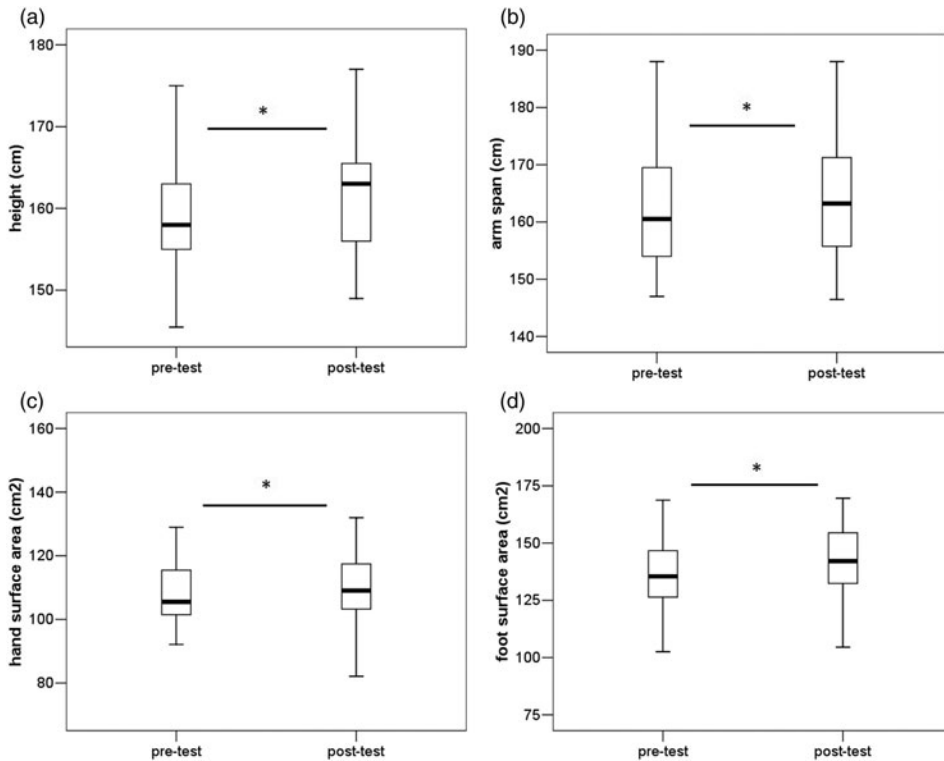 (a)
height (cm)
180
170
160
150
*
pre-test
post-test
(b)
arm span (cm)
190
180
170
160
150
140
*
pre-test
post-test
(c)
hand surface area (cm2)
160
140
120
100
80
*
pre-test
post-test
(d)
foot surface area (cm2)
200
175
150
125
100
75
*
pre-test
post-test